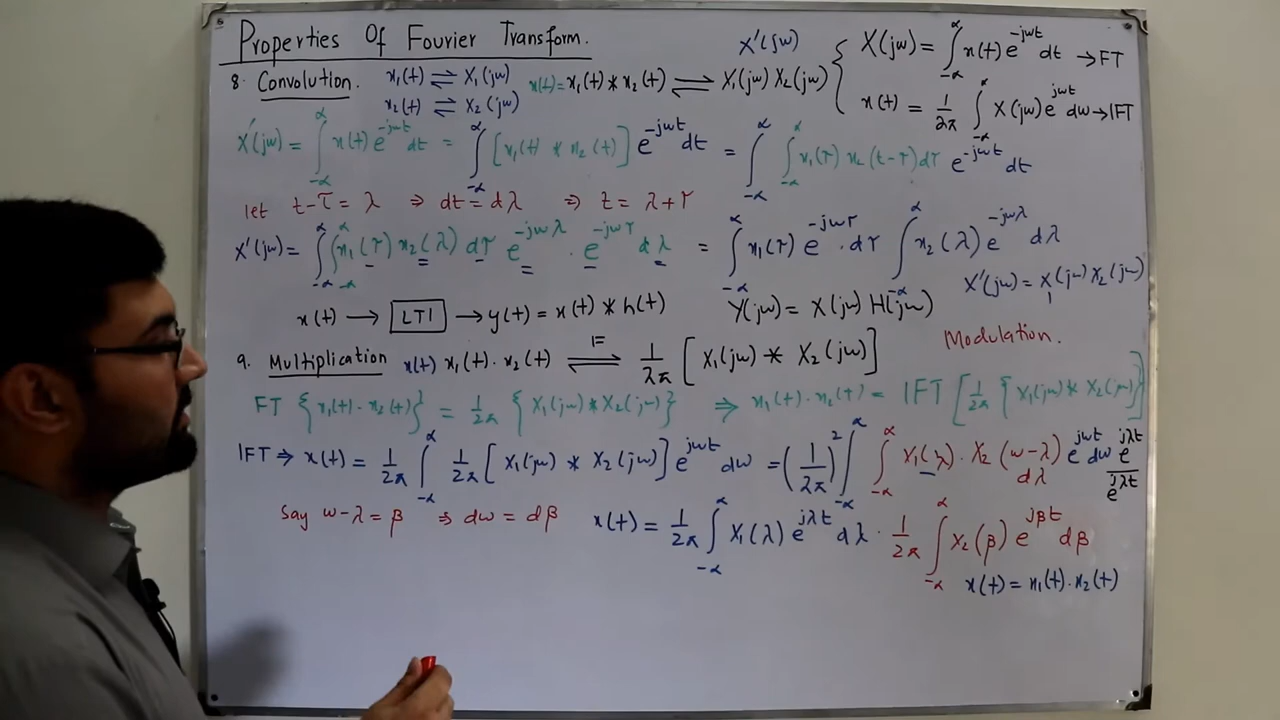 Properties Of Fourier Transform.
X'(jω)
X(jω) = ∫_{-α}^{α} x(t) e^{-jωt} dt → FT
x(t) = 1/2π ∫_{-α}^{α} X(jω) e^{jωt} dω → IFT
8. Convolution. x₁(t) ⇌ X₁(jω) x(t)= x₁(t) * x₂(t) ⇌ X₁(jω) X₂(jω)
x₂(t) ⇌ X₂(jω)
X'(jω) = ∫_{-α}^{α} x(t) e^{-jωt} dt = ∫_{-α}^{α} [x₁(t) * x₂(t)] e^{-jωt} dt = ∫_{-α}^{α} ∫_{-α}^{α} x₁(τ) x₂(t-τ) dτ e^{-jωt} dt
let t-τ = λ ⇒ dt = dλ ⇒ t = λ+τ
X'(jω) = ∫_{-α}^{α} ∫_{-α}^{α} x₁(τ) x₂(λ) dτ e^{-jωλ} · e^{-jωτ} dλ = ∫_{-α}^{α} x₁(τ) e^{-jωτ} · dτ ∫_{-α}^{α} x₂(λ) e^{-jωλ} dλ
X'(jω) = X₁(jω) X₂(jω)
x(t) → LTI → y(t) = x(t) * h(t) Y(jω) = X(jω) H(jω)
Modulation.
9. Multiplication x(t) x₁(t) · x₂(t) ⇌^{F} 1/2π [X₁(jω) * X₂(jω)]
FT {x₁(t) · x₂(t)} = 1/2π {X₁(jω) * X₂(jω)} ⇒ x₁(t) · x₂(t) = IFT [1/2π {X₁(jω) * X₂(jω)}]
IFT ⇒ x(t) = 1/2π ∫_{-α}^{α} 1/2π [X₁(jω) * X₂(jω)] e^{jωt} dω = (1/2π)² ∫_{-α}^{α} ∫_{-α}^{α} X₁(λ) · X₂(ω-λ) dλ e^{jωt} dω e^{jλt}/e^{jλt}
Say ω-λ = β ⇒ dω = dβ x(t) = 1/2π ∫_{-α}^{α} X₁(λ) e^{jλt} dλ · 1/2π ∫_{-α}^{α} X₂(β) e^{jβt} dβ
x(t) = x₁(t) · x₂(t)